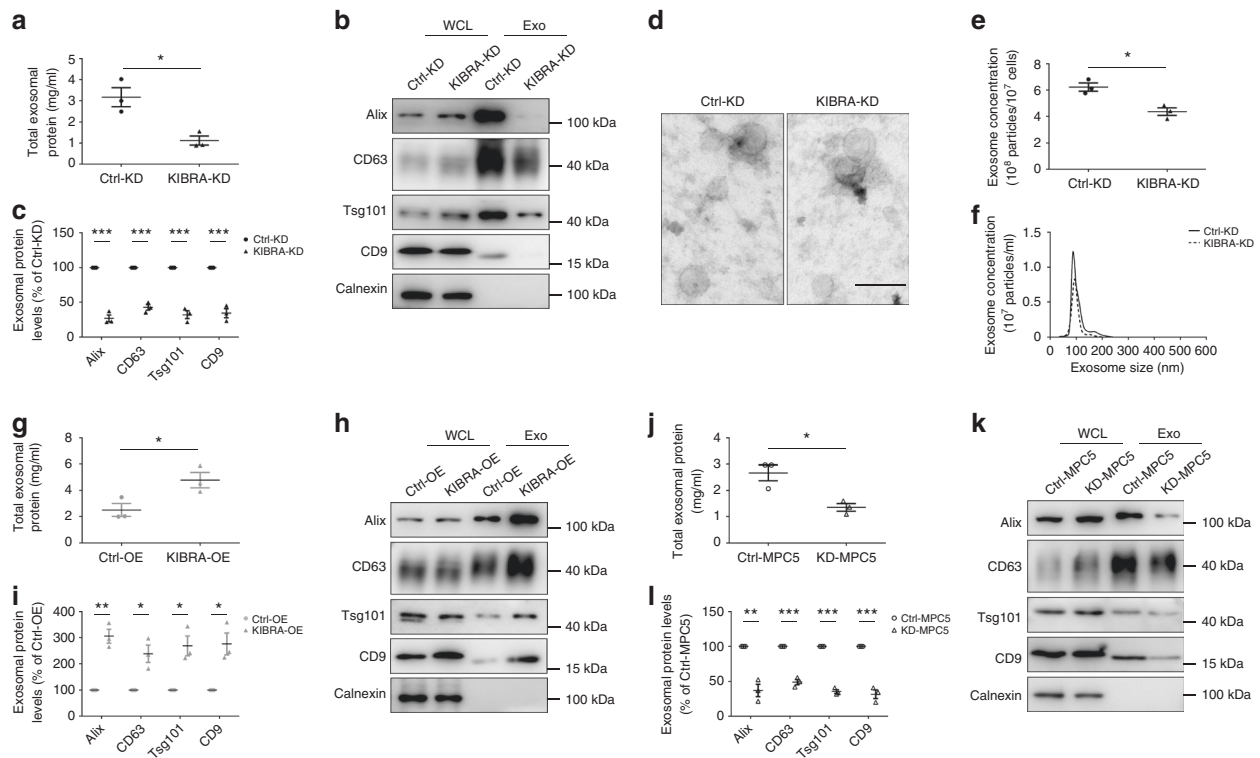 a
Total exosomal
protein (mg/ml)
5
4
3
2
1
0
*
Ctrl-KD
KIBRA-KD
b
WCL
Exo
Ctrl-KD
KIBRA-KD
Ctrl-KD
KIBRA-KD
Alix
100 kDa
CD63
40 kDa
Tsg101
40 kDa
CD9
15 kDa
Calnexin
100 kDa
c
Exosomal protein
levels (% of Ctrl-KD)
150
100
50
0
*** *** *** ***
Ctrl-KD
KIBRA-KD
Alix
CD63
Tsg101
CD9
d
Ctrl-KD
KIBRA-KD
e
Exosome concentration
(10⁸ particles/10⁷ cells)
8
6
4
2
0
*
Ctrl-KD
KIBRA-KD
f
Exosome concentration
(10⁷ particles/ml)
1.5
1.0
0.5
0
Ctrl-KD
KIBRA-KD
0 100 200 300 400 500 600
Exosome size (nm)
g
Total exosomal
protein (mg/ml)
8
6
4
2
0
*
Ctrl-OE
KIBRA-OE
h
WCL
Exo
Ctrl-OE
KIBRA-OE
Ctrl-OE
KIBRA-OE
Alix
100 kDa
CD63
40 kDa
Tsg101
40 kDa
CD9
15 kDa
Calnexin
100 kDa
i
Exosomal protein
levels (% of Ctrl-OE)
400
300
200
100
0
** * * *
Ctrl-OE
KIBRA-OE
Alix
CD63
Tsg101
CD9
j
Total exosomal protein
(mg/ml)
4
3
2
1
0
*
Ctrl-MPC5
KD-MPC5
k
WCL
Exo
Ctrl-MPC5
KD-MPC5
Ctrl-MPC5
KD-MPC5
Alix
100 kDa
CD63
40 kDa
Tsg101
40 kDa
CD9
15 kDa
Calnexin
100 kDa
l
Exosomal protein levels
(% of Ctrl-MPC5)
150
100
50
0
** *** *** ***
Ctrl-MPC5
KD-MPC5
Alix
CD63
Tsg101
CD9